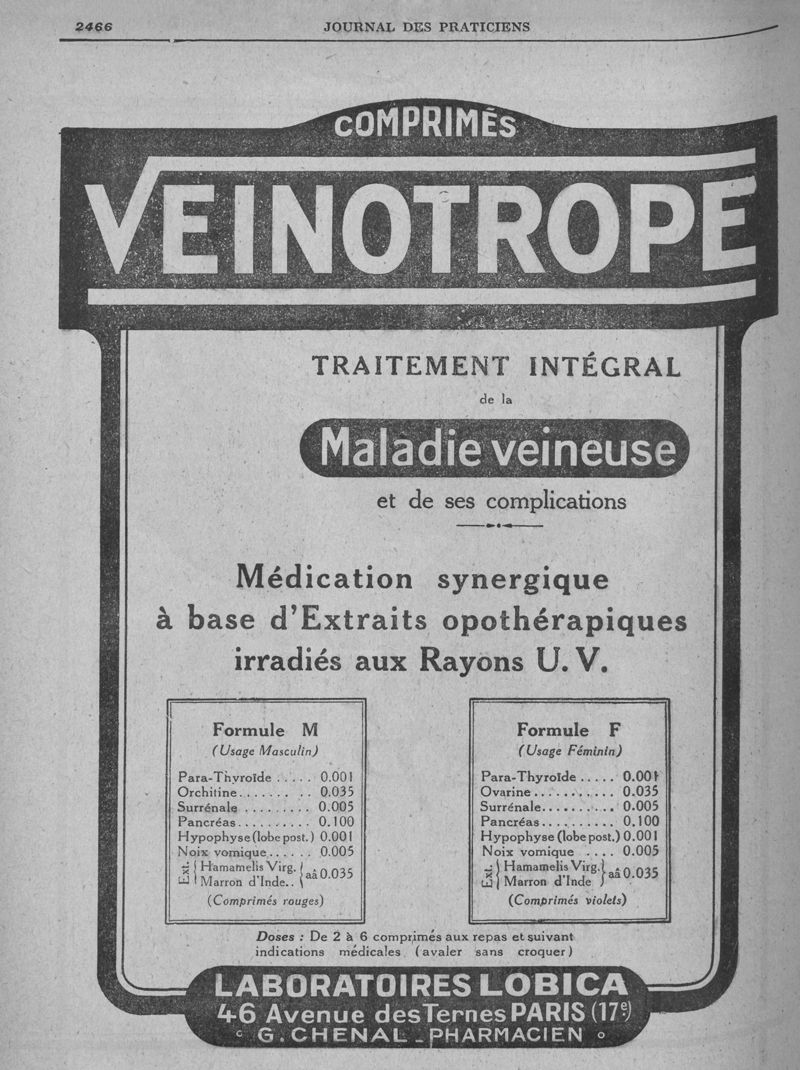 2466
JOURNAL DES PRATICIENS
COMPRIMÉS
VEINOTROPE
TRAITEMENT INTÉGRAL
de la
Maladie veineuse
et de ses complications
Médication synergique
à base d'Extraits opothérapiques
irradiés aux Rayons U.V.
Formule M
(Usage Masculin)
Para-Thyroïde ..... 0.001
Orchitine......... 0.035
Surrénale ......... 0.005
Pancréas.......... 0.100
Hypophyse (lobe post.) 0.001
Noix vomique...... 0.005
Ext. { Hamamelis Virg. } aâ 0.035
Marron d'Inde..
(Comprimés rouges)
Formule F
(Usage Féminin)
Para-Thyroïde ..... 0.001
Ovarine........... 0.035
Surrénale.......... 0.005
Pancréas.......... 0.100
Hypophyse (lobe post.) 0.001
Noix vomique .... 0.005
Ext. { Hamamelis Virg. } aâ 0.035
Marron d'Inde
(Comprimés violets)
Doses : De 2 à 6 comprimés aux repas et suivant
indications médicales (avaler sans croquer)
LABORATOIRES LOBICA
46 Avenue des Ternes PARIS (17e)
G. CHENAL - PHARMACIEN